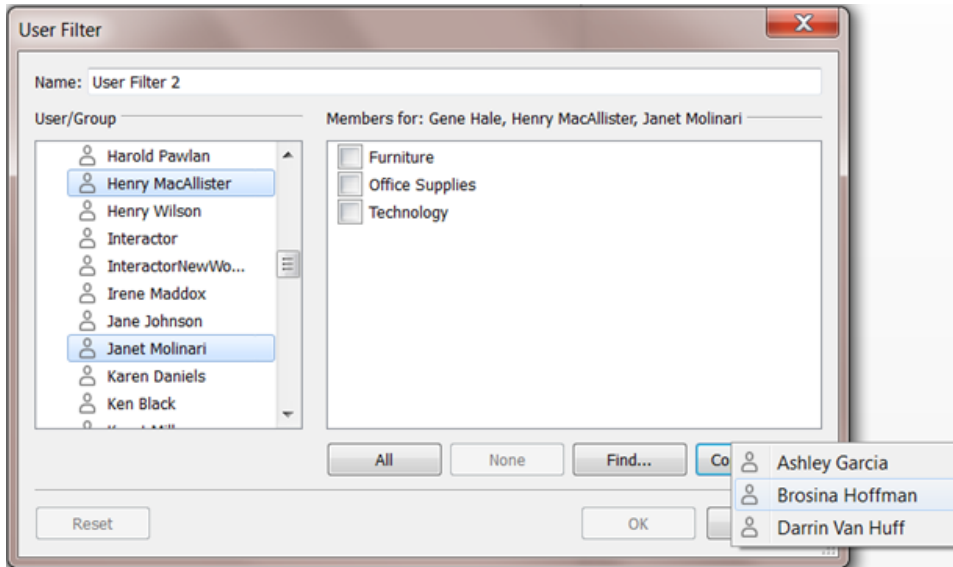 User Filter
Name: User Filter 2
User/Group
Members for: Gene Hale, Henry MacAllister, Janet Molinari
Harold Pawlan
Henry MacAllister
Henry Wilson
Interactor
InteractorNewWo...
Irene Maddox
Jane Johnson
Janet Molinari
Karen Daniels
Ken Black
Furniture
Office Supplies
Technology
All
None
Find...
Co
Ashley Garcia
Brosina Hoffman
Darrin Van Huff
Reset
OK